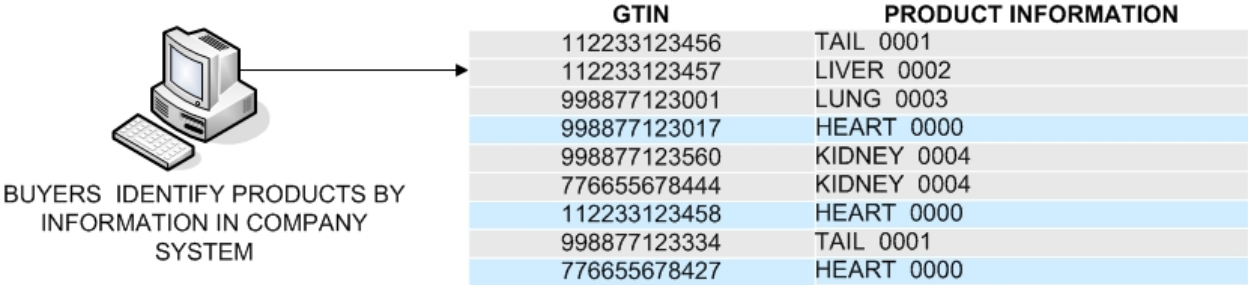 GTIN PRODUCT INFORMATION
112233123456 TAIL 0001
112233123457 LIVER 0002
998877123001 LUNG 0003
998877123017 HEART 0000
998877123560 KIDNEY 0004
776655678444 KIDNEY 0004
112233123458 HEART 0000
998877123334 TAIL 0001
776655678427 HEART 0000
BUYERS IDENTIFY PRODUCTS BY
INFORMATION IN COMPANY
SYSTEM